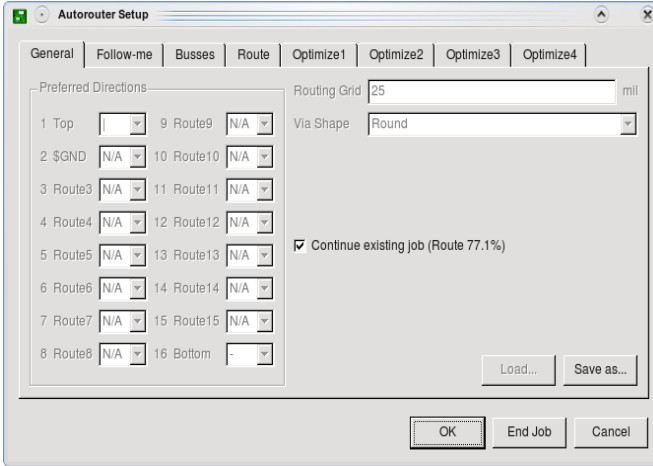 Autorouter Setup
General Follow-me Busses Route Optimize1 Optimize2 Optimize3 Optimize4
Preferred Directions
Routing Grid 25 mil
1 Top | 9 Route9 N/A
Via Shape Round
2 $GND N/A 10 Route10 N/A
3 Route3 N/A 11 Route11 N/A
4 Route4 N/A 12 Route12 N/A
Continue existing job (Route 77.1%)
5 Route5 N/A 13 Route13 N/A
6 Route6 N/A 14 Route14 N/A
7 Route7 N/A 15 Route15 N/A
8 Route8 N/A 16 Bottom -
Load... Save as...
OK End Job Cancel